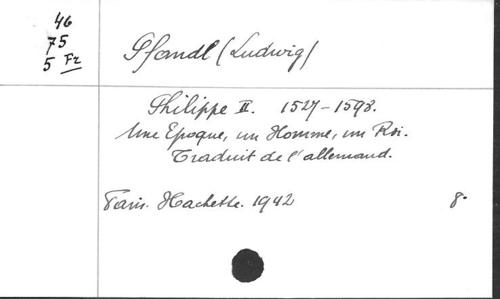 46
75
5 Fr
Pfandl (Ludwig)
Philippe II. 1527-1598.
Une Epoque, un Homme, un Roi.
Traduit de l'allemand.
Paris. Hachette. 1942 8.